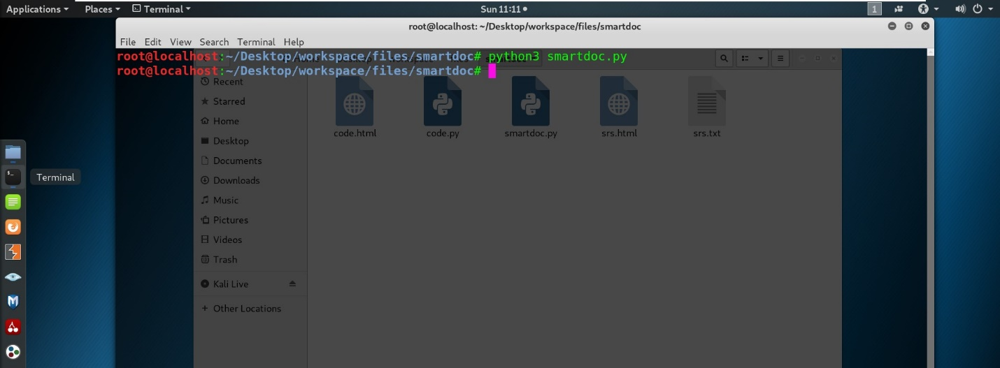 Applications Places Terminal Sun 11:11 1
root@localhost: ~/Desktop/workspace/files/smartdoc
File Edit View Search Terminal Help
root@localhost:~/Desktop/workspace/files/smartdoc# python3 smartdoc.py
root@localhost:~/Desktop/workspace/files/smartdoc#
Recent
Starred
Home
Desktop
Documents
Downloads
Music
Pictures
Videos
Trash
Kali Live
+ Other Locations
code.html code.py smartdoc.py srs.html srs.txt
Terminal